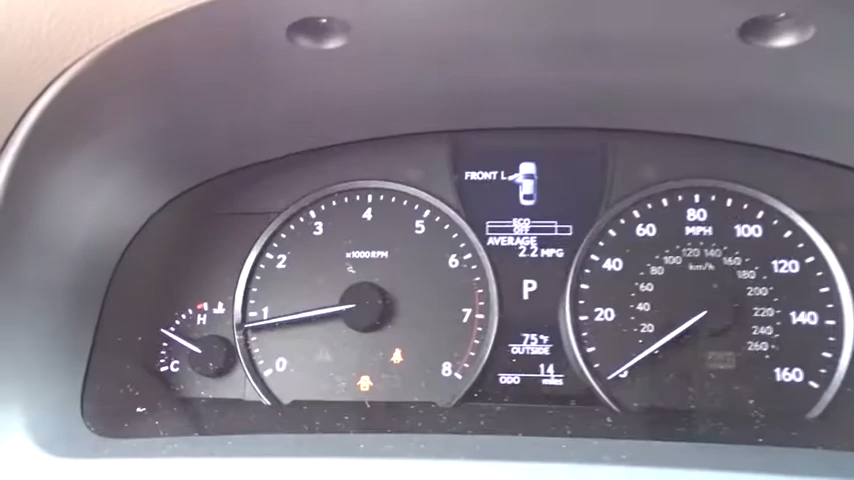 FRONT L
ECO
OFF
AVERAGE
2.2 MPG
P
75°F
OUTSIDE
14
ODO miles
H
C
0
1
2
3
4
5
6
7
8
x1000RPM
20
40
60
80
100
120
140
160
MPH
20
40
60
80
100
120
140
160
180
200
220
240
260
km/h